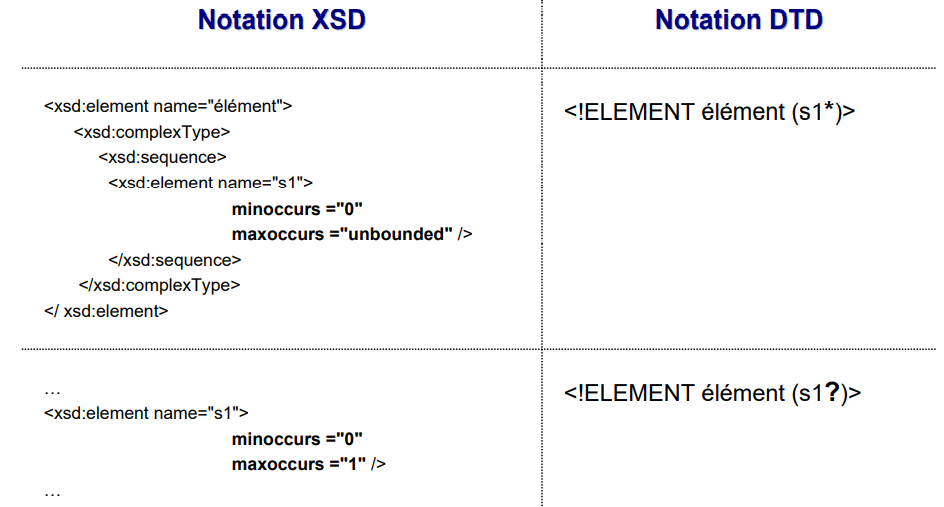 Notation XSD
Notation DTD
<xsd:element name="élément">
<xsd:complexType>
<xsd:sequence>
<xsd:element name="s1">
minoccurs ="0"
maxoccurs ="unbounded" />
</xsd:sequence>
</xsd:complexType>
</ xsd:element>
<!ELEMENT élément (s1*)>
…
<xsd:element name="s1">
minoccurs ="0"
maxoccurs ="1" />
…
<!ELEMENT élément (s1?)>